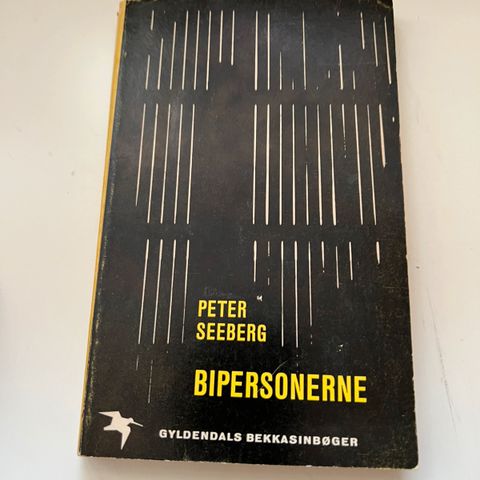 PETER
SEEBERG
BIPERSONERNE
GYLDENDALS BEKKASINBØGER